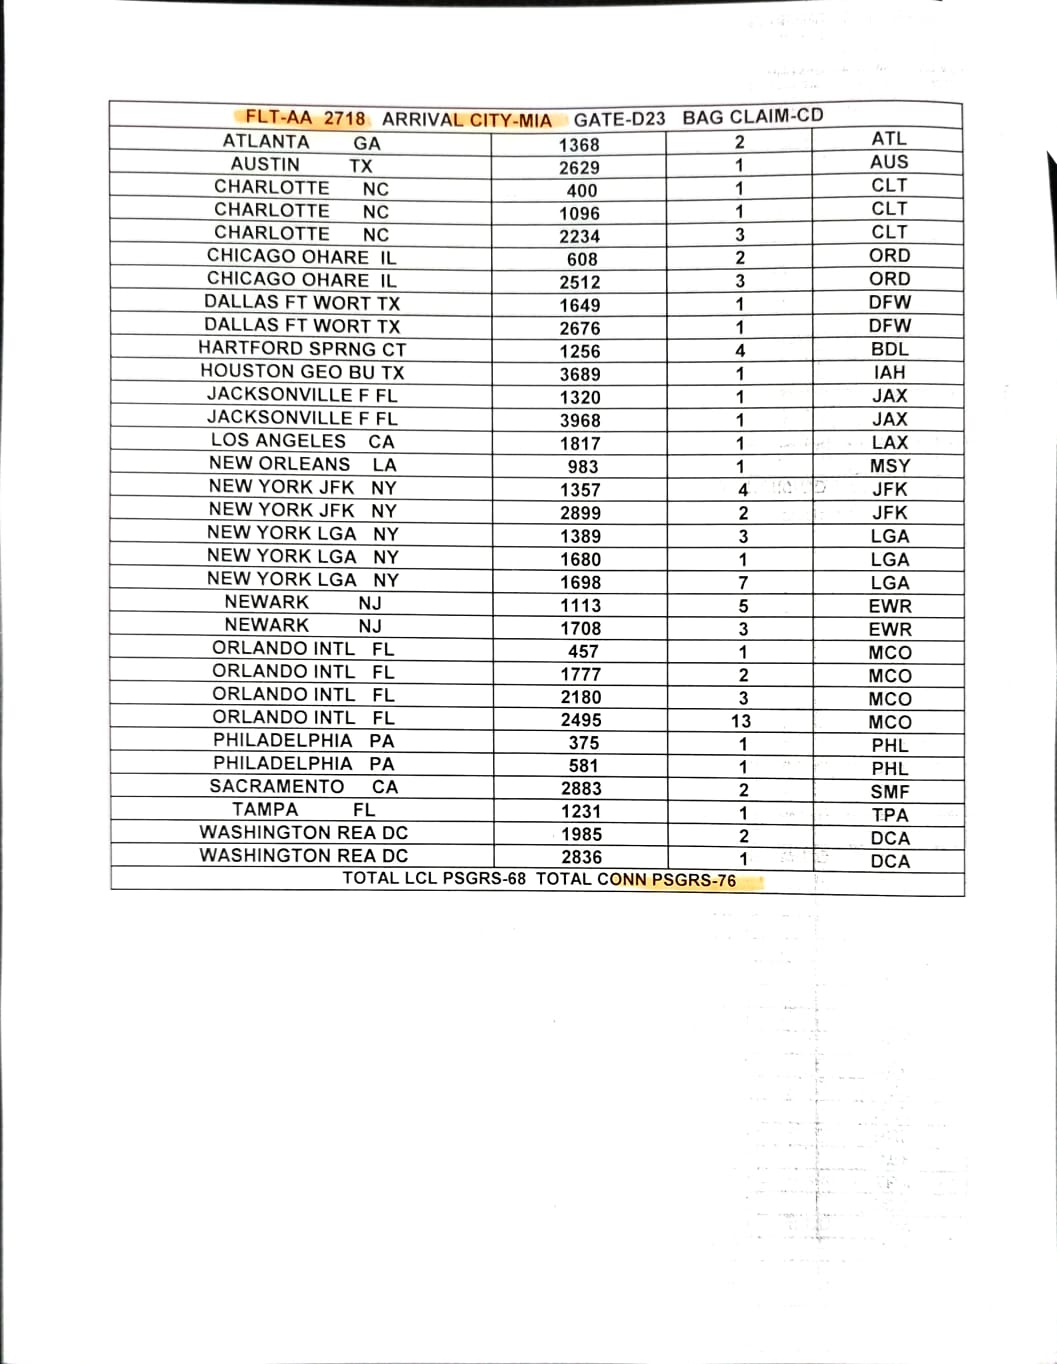 FLT-AA 2718 ARRIVAL CITY-MIA GATE-D23 BAG CLAIM-CD
ATLANTA GA 1368 2 ATL
AUSTIN TX 2629 1 AUS
CHARLOTTE NC 400 1 CLT
CHARLOTTE NC 1096 1 CLT
CHARLOTTE NC 2234 3 CLT
CHICAGO OHARE IL 608 2 ORD
CHICAGO OHARE IL 2512 3 ORD
DALLAS FT WORT TX 1649 1 DFW
DALLAS FT WORT TX 2676 1 DFW
HARTFORD SPRNG CT 1256 4 BDL
HOUSTON GEO BU TX 3689 1 IAH
JACKSONVILLE F FL 1320 1 JAX
JACKSONVILLE F FL 3968 1 JAX
LOS ANGELES CA 1817 1 LAX
NEW ORLEANS LA 983 1 MSY
NEW YORK JFK NY 1357 4 JFK
NEW YORK JFK NY 2899 2 JFK
NEW YORK LGA NY 1389 3 LGA
NEW YORK LGA NY 1680 1 LGA
NEW YORK LGA NY 1698 7 LGA
NEWARK NJ 1113 5 EWR
NEWARK NJ 1708 3 EWR
ORLANDO INTL FL 457 1 MCO
ORLANDO INTL FL 1777 2 MCO
ORLANDO INTL FL 2180 3 MCO
ORLANDO INTL FL 2495 13 MCO
PHILADELPHIA PA 375 1 PHL
PHILADELPHIA PA 581 1 PHL
SACRAMENTO CA 2883 2 SMF
TAMPA FL 1231 1 TPA
WASHINGTON REA DC 1985 2 DCA
WASHINGTON REA DC 2836 1 DCA
TOTAL LCL PSGRS-68 TOTAL CONN PSGRS-76